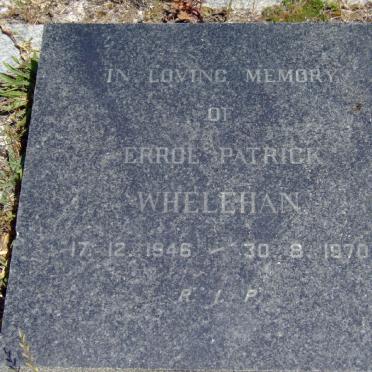 IN LOVING MEMORY
OF
ERROL PATRICK
WHELEHAN.
17. 12. 1946 – 30. 8. 1970
R. I. P.